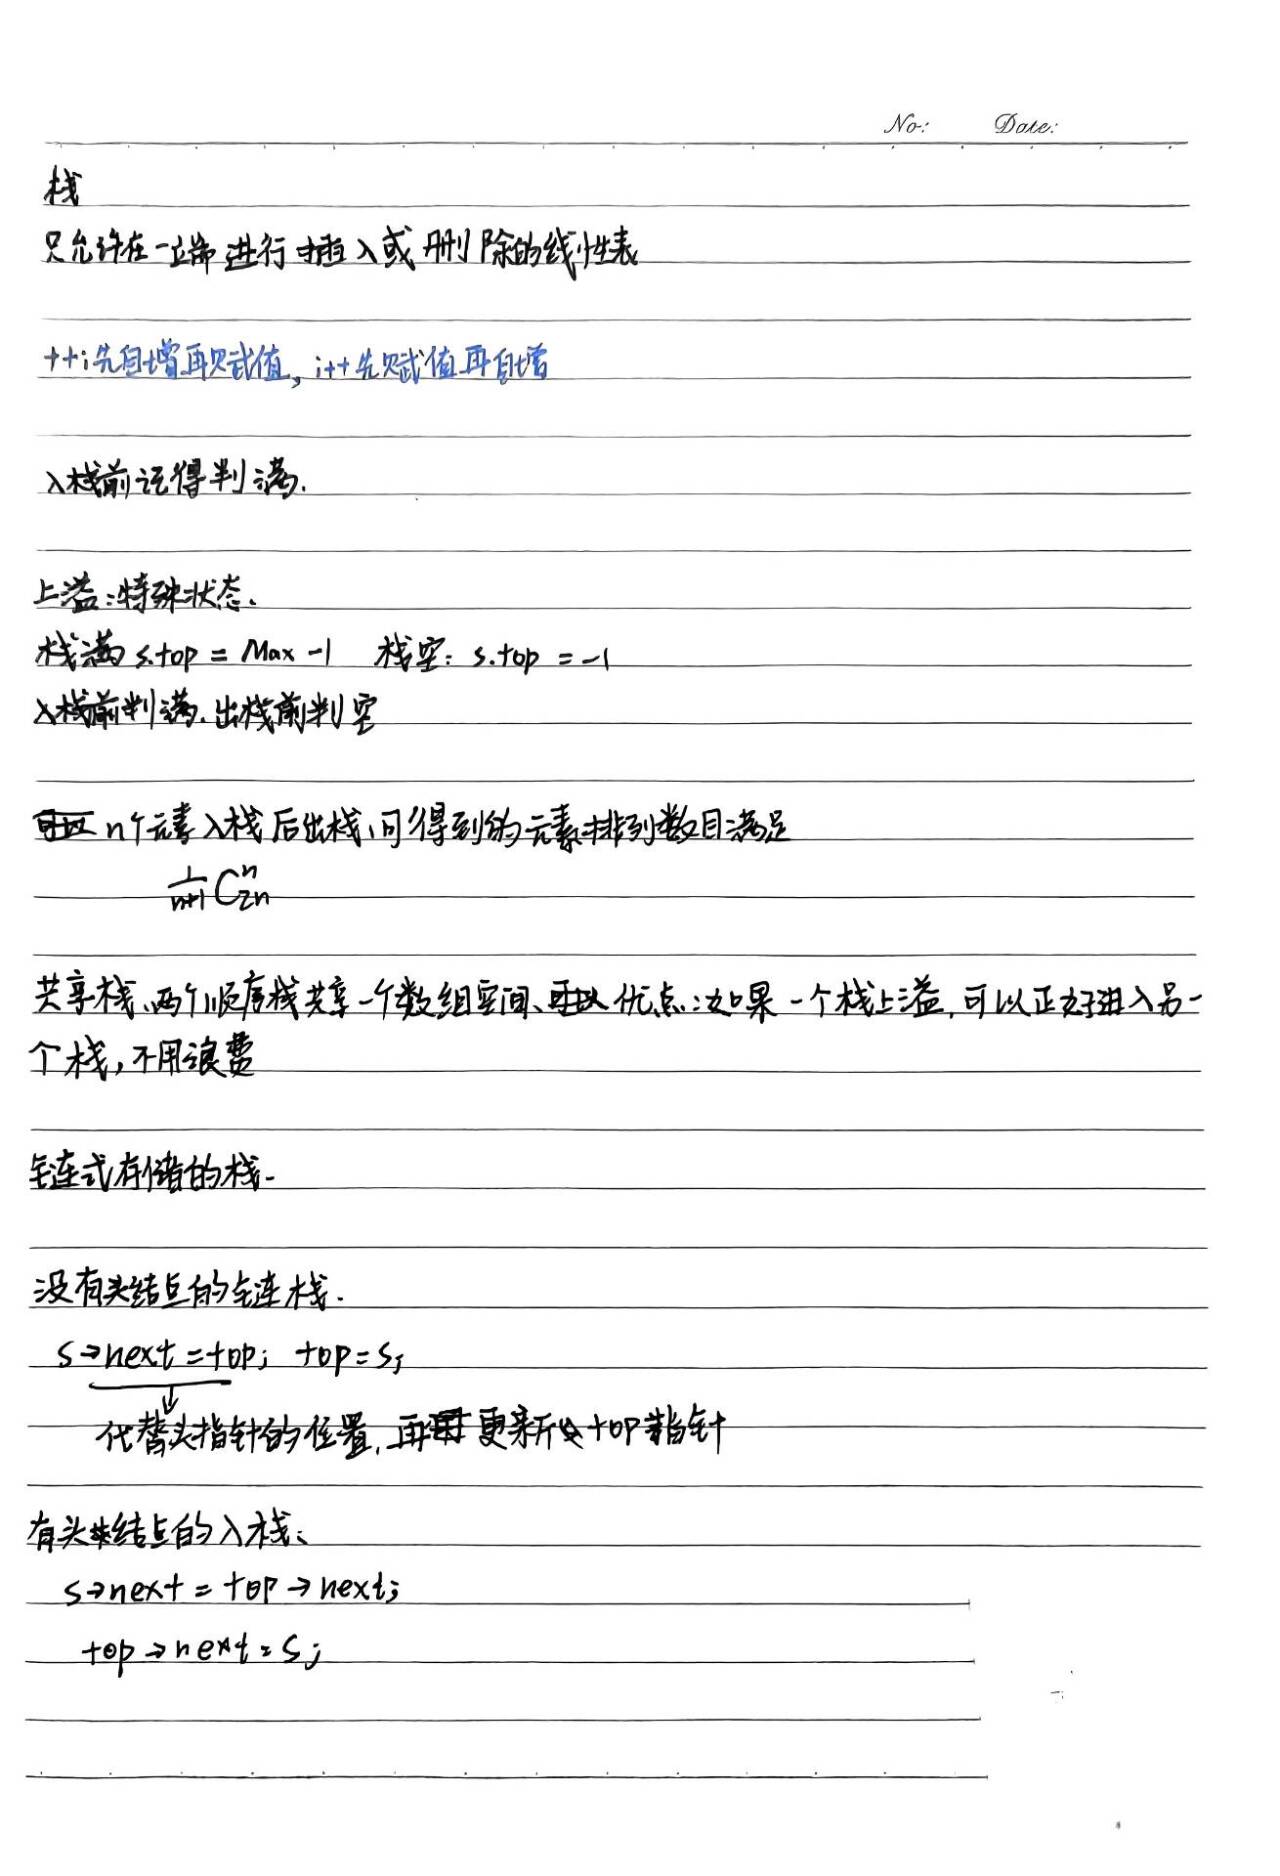 No: Date:
栈
只允许在一端进行插入或删除的线性表
++i先自增再赋值, i++先赋值再自增
入栈前记得判满.
上溢:特殊状态.
栈满 s.top = Max -1 栈空: s.top = -1
入栈前判满、出栈前判空
n个元素入栈后出栈,可得到的元素排列数目满足
1/(n+1) C_{2n}^{n}
共享栈、两个顺序栈共享一个数组空间、优点:如果一个栈上溢,可以正好进入另一
个栈,不用浪费
链式存储的栈.
没有头结点的链栈.
s→next = top; top = s;
代替头指针的位置,再更新top指针
有头结点的入栈:
s→next = top→next;
top→next = s;